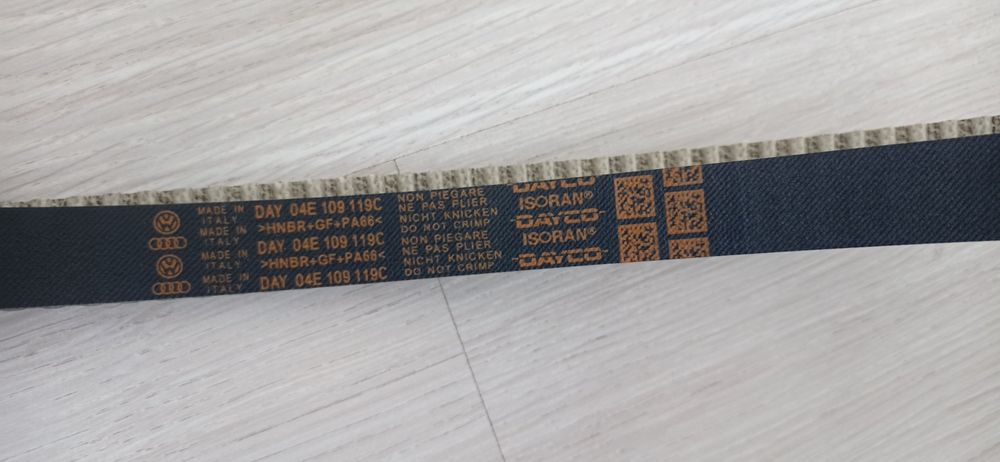 MADE IN ITALY DAY 04E 109 119C NON PIEGARE
NE PAS PLIER
MADE IN ITALY >HNBR+GF+PA66< NICHT KNICKEN
DO NOT CRIMP
DAY 04E 109 119C NON PIEGARE
NE PAS PLIER
MADE IN ITALY >HNBR+GF+PA66< NICHT KNICKEN
DO NOT CRIMP
MADE IN ITALY DAY 04E 109 119C
DAYCO
ISORAN®
DAYCO
ISORAN®
DAYCO